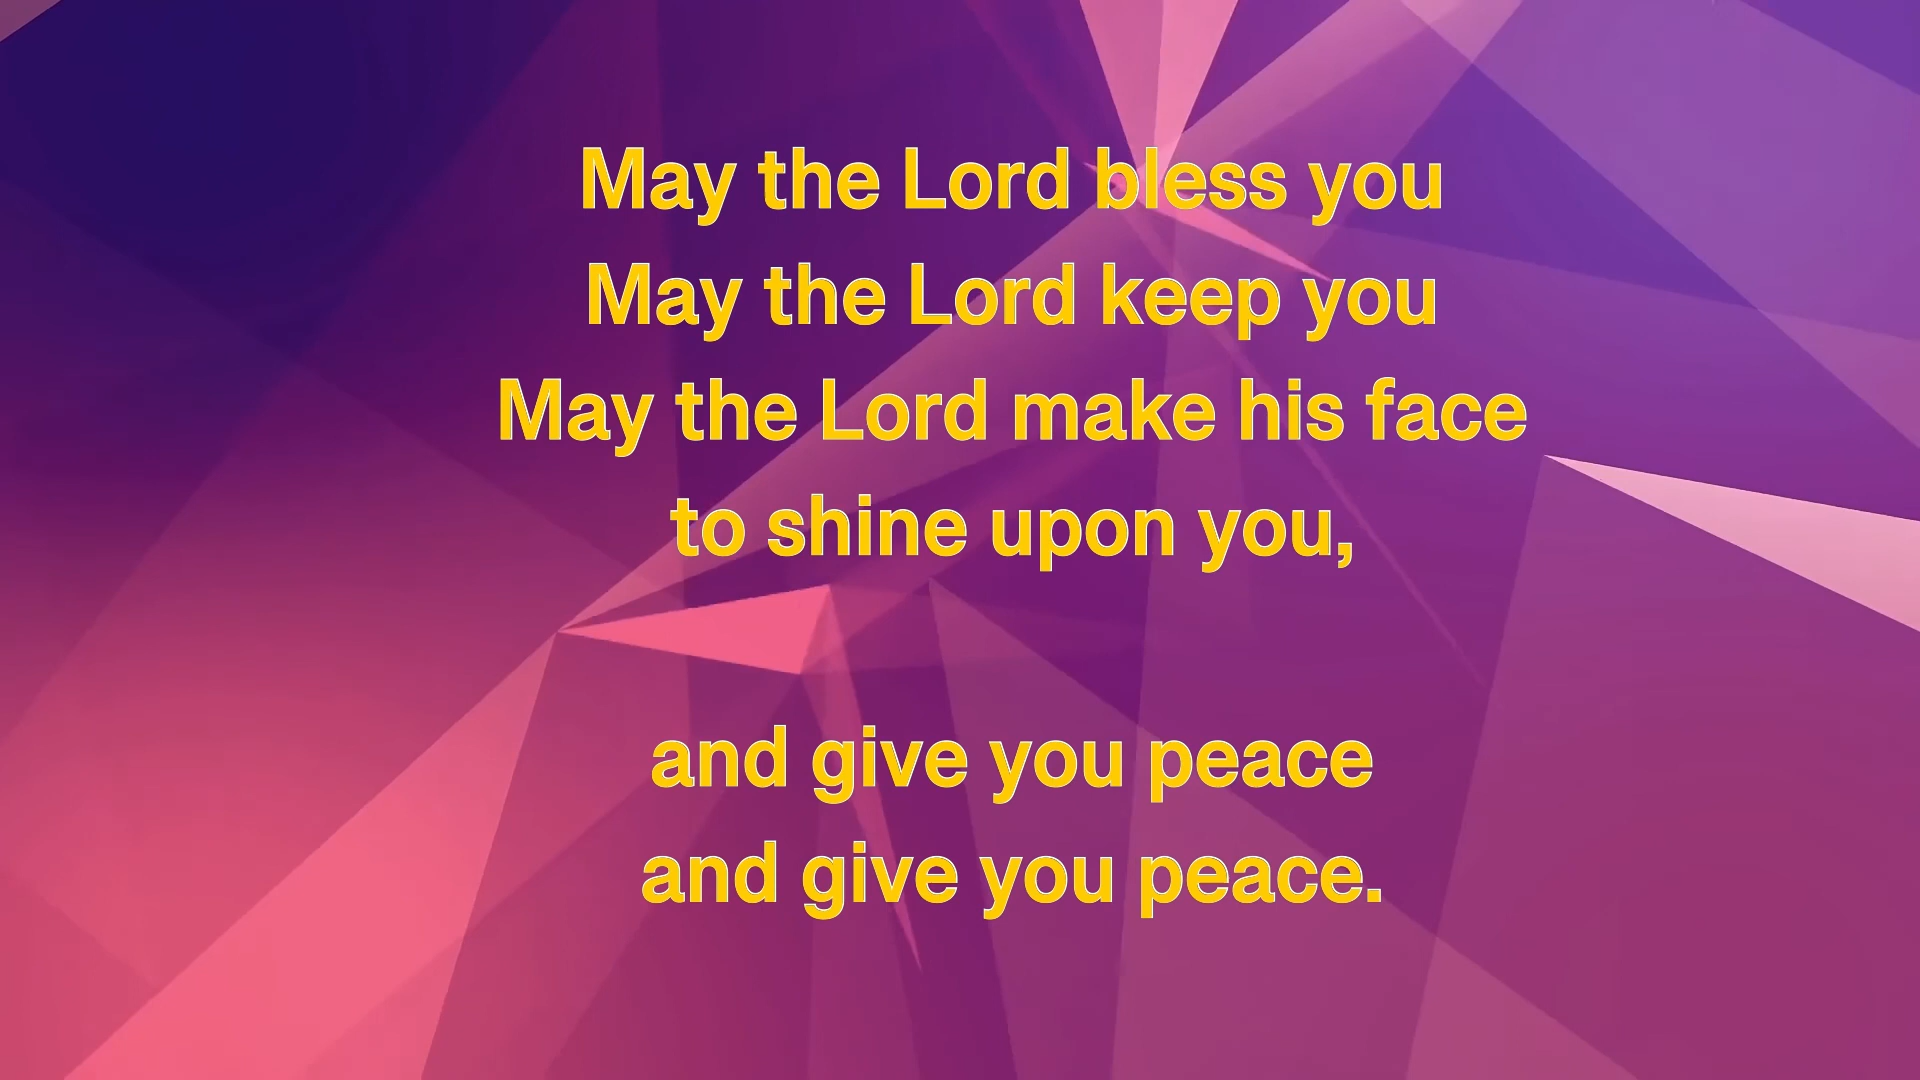 May the Lord bless you
May the Lord keep you
May the Lord make his face
to shine upon you,
and give you peace
and give you peace.